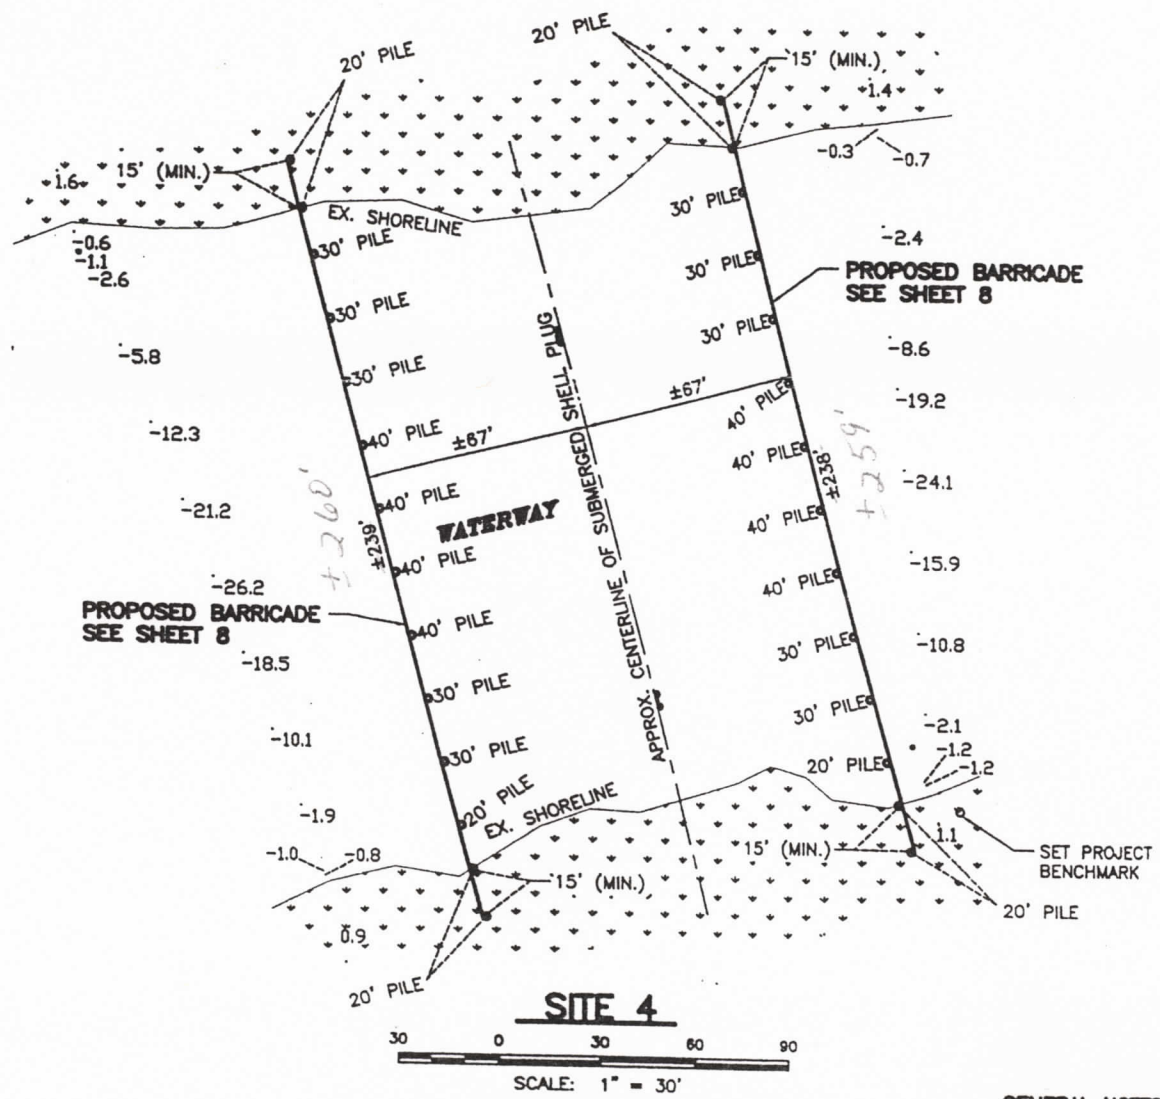 20' PILE
20' PILE
15' (MIN.)
1.4
15' (MIN.)
1.6
-0.3
-0.7
EX. SHORELINE
30' PILE
-0.6
-1.1
-2.6
30' PILE
-2.4
30' PILE
30' PILE
PROPOSED BARRICADE
SEE SHEET 8
30' PILE
30' PILE
-5.8
-8.6
30' PILE
±67'
40' PILE
-19.2
-12.3
40' PILE
±67'
40' PILE
±238'
±259'
-24.1
40' PILE
WATERWAY
-21.2
40' PILE
±260'
±239'
40' PILE
-15.9
40' PILE
-26.2
PROPOSED BARRICADE
SEE SHEET 8
40' PILE
30' PILE
-10.8
-18.5
APPROX. CENTERLINE OF SUBMERGED SHELL PLUG
30' PILE
30' PILE
-2.1
-1.2
-1.2
-10.1
30' PILE
20' PILE
-1.9
20' PILE
EX. SHORELINE
-1.0
-0.8
15' (MIN.)
1.1
SET PROJECT
BENCHMARK
15' (MIN.)
20' PILE
0.9
20' PILE
SITE 4
30 0 30 60 90
SCALE: 1" = 30'